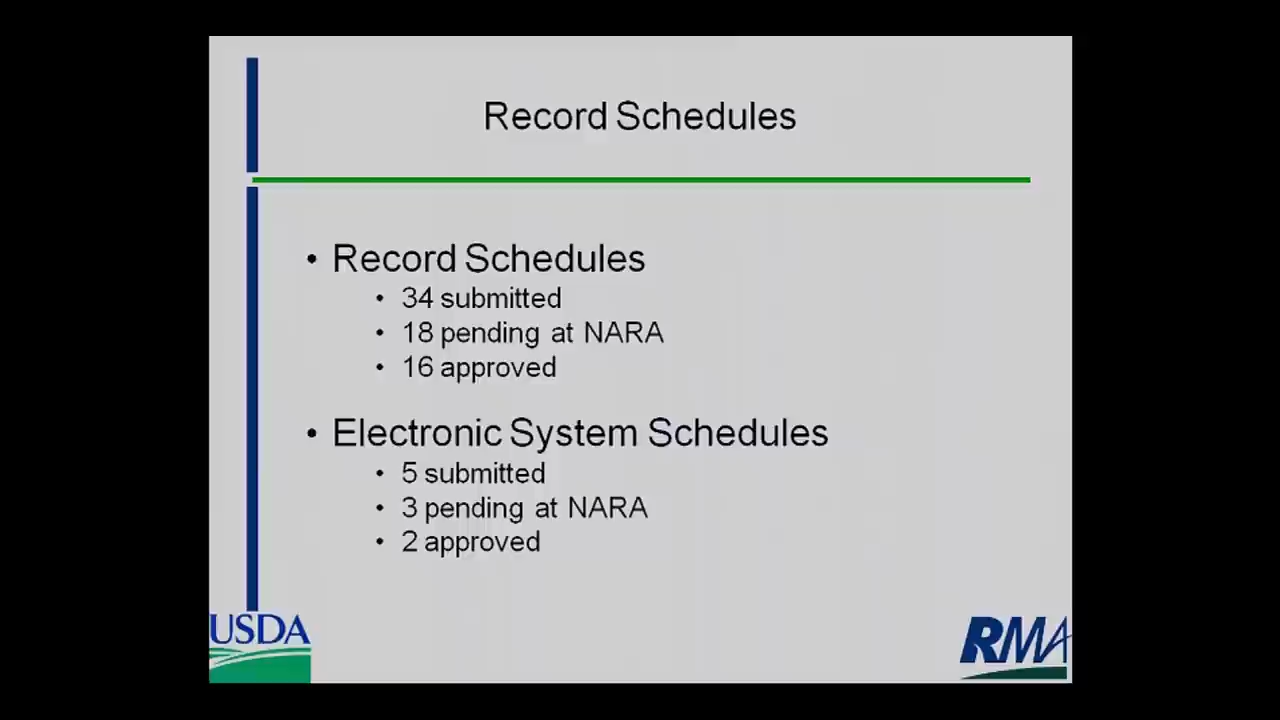 Record Schedules
• Record Schedules
• 34 submitted
• 18 pending at NARA
• 16 approved
• Electronic System Schedules
• 5 submitted
• 3 pending at NARA
• 2 approved
USDA
RMA